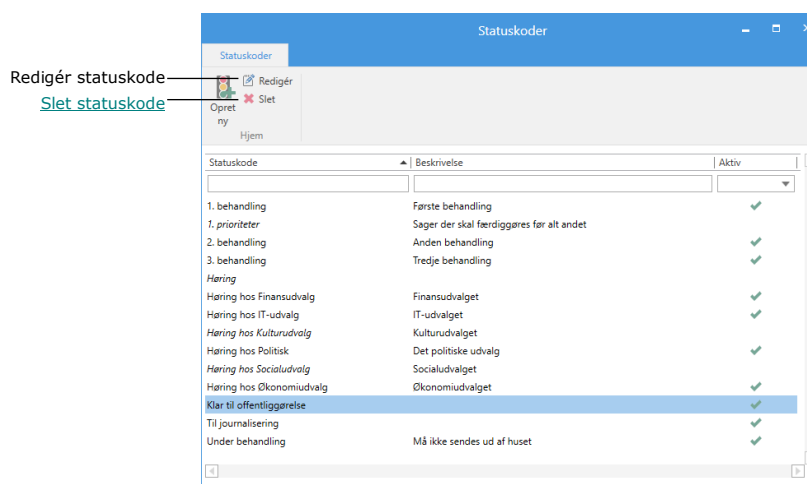 Statuskoder
Statuskoder
Redigér statuskode
Slet statuskode
Redigér
Slet
Opret
ny
Hjem
Statuskode Beskrivelse Aktiv
1. behandling Første behandling
1. prioriteter Sager der skal færdiggøres før alt andet
2. behandling Anden behandling
3. behandling Tredje behandling
Høring
Høring hos Finansudvalg Finansudvalget
Høring hos IT-udvalg IT-udvalget
Høring hos Kulturudvalg Kulturudvalget
Høring hos Politisk Det politiske udvalg
Høring hos Socialudvalg Socialudvalget
Høring hos Økonomiudvalg Økonomiudvalget
Klar til offentliggørelse
Til journalisering
Under behandling Må ikke sendes ud af huset